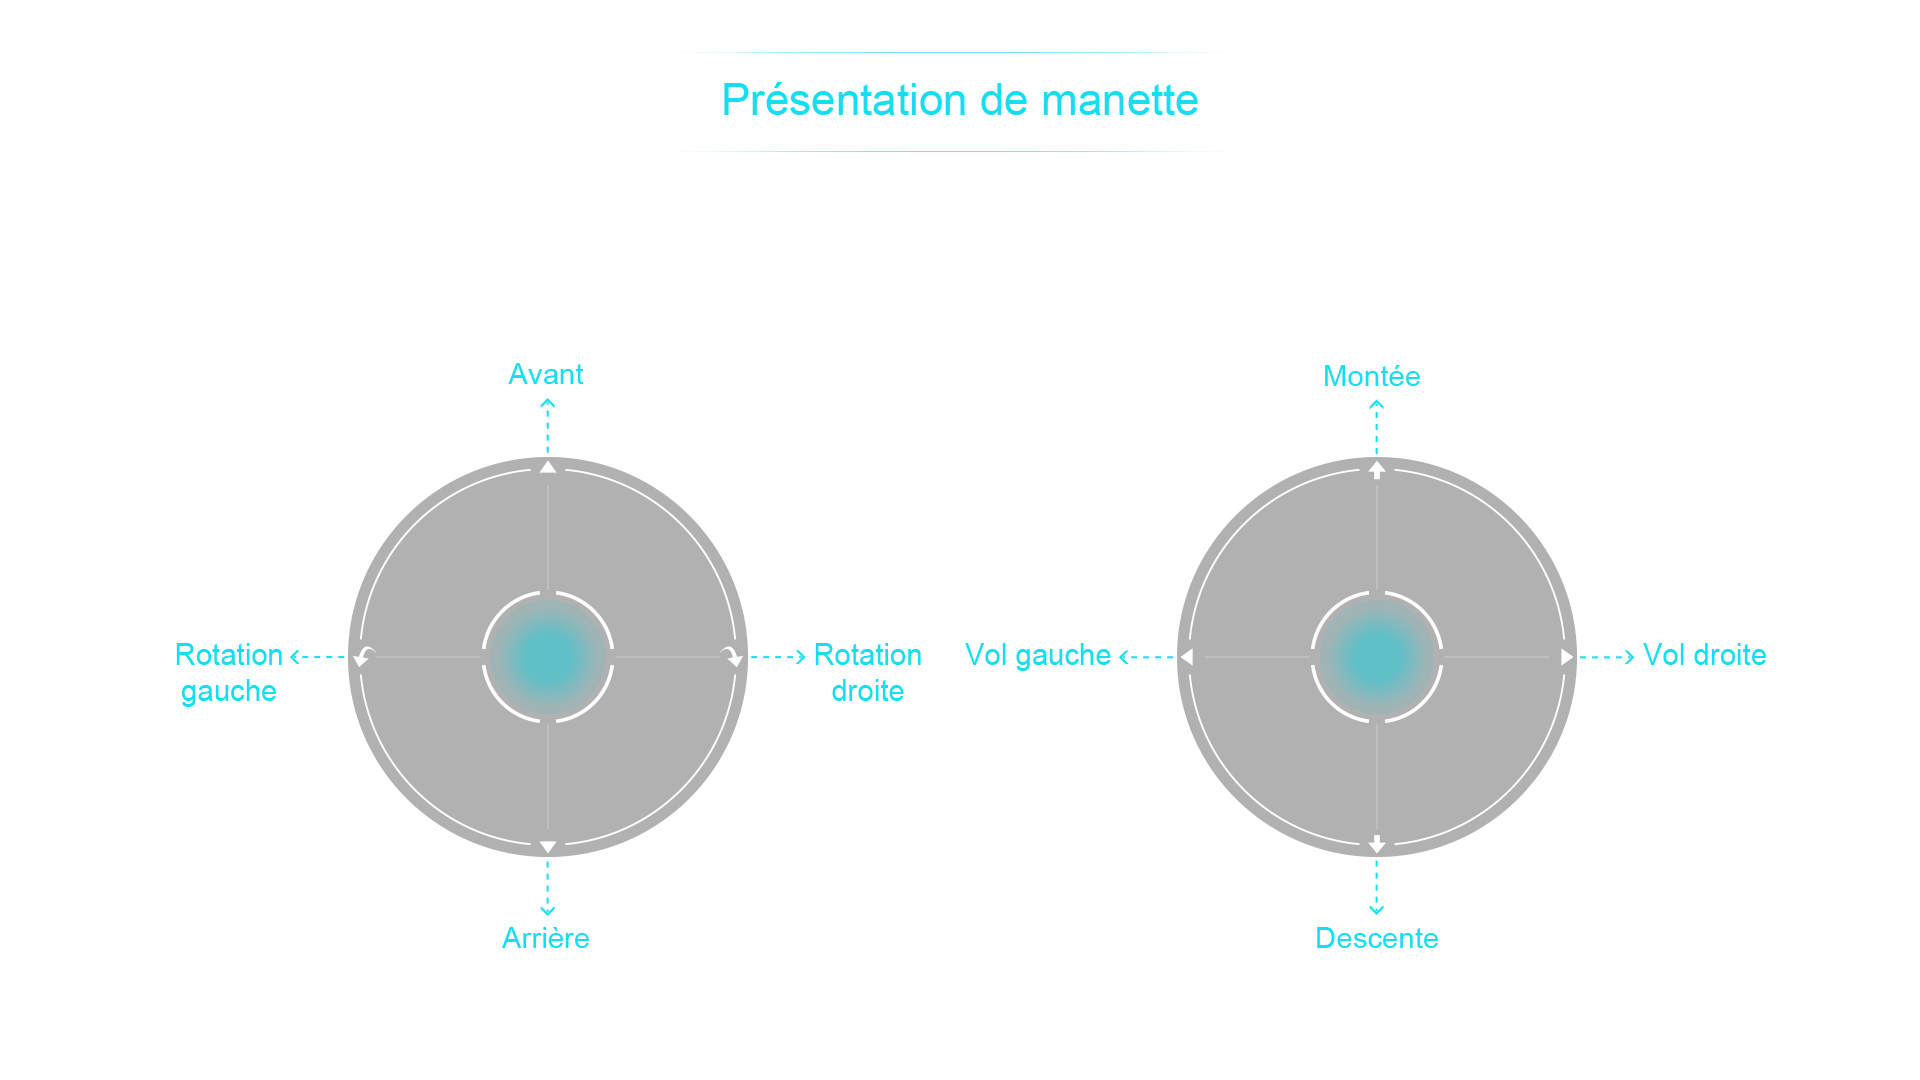 Présentation de manette
Avant
Rotation
gauche
Rotation
droite
Arrière
Montée
Vol gauche
Vol droite
Descente